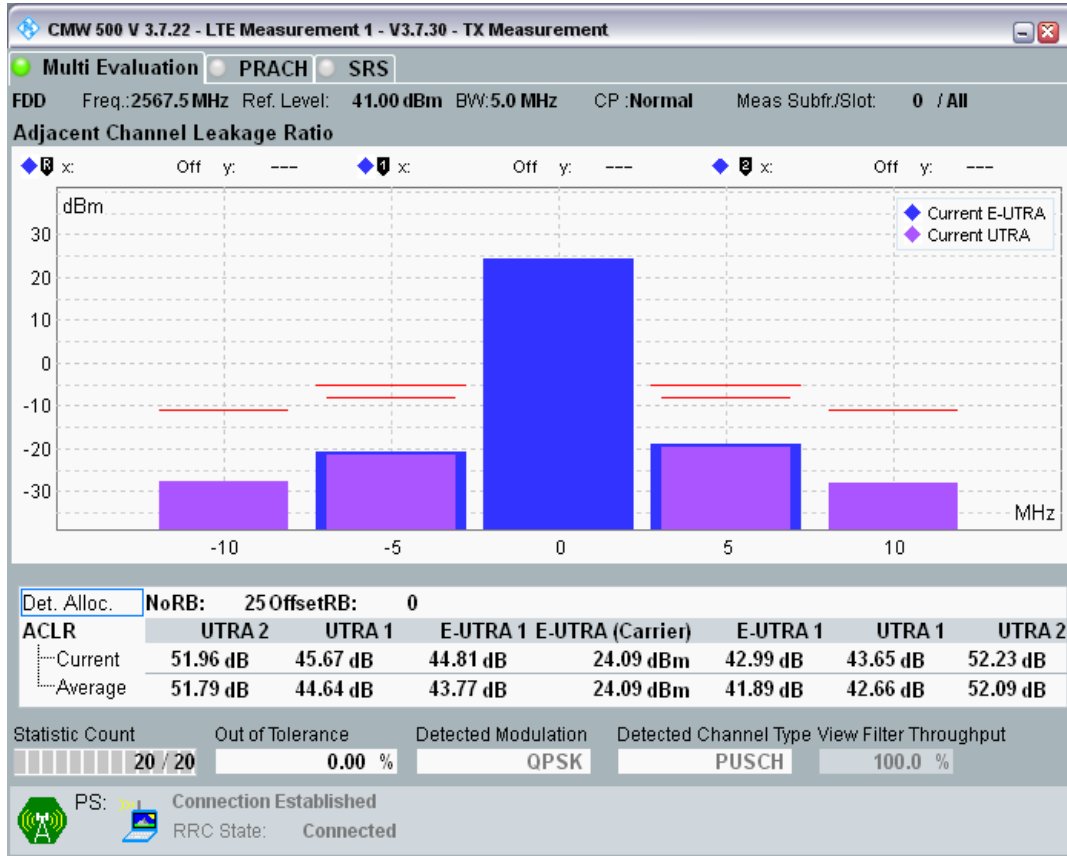 CMW 500 V 3.7.22 - LTE Measurement 1 - V3.7.30 - TX Measurement
Multi Evaluation PRACH SRS
FDD Freq.:2567.5 MHz Ref. Level: 41.00 dBm BW:5.0 MHz CP :Normal Meas Subfr./Slot: 0 / All
Adjacent Channel Leakage Ratio
R x: Off y: --- 1 x: Off y: --- 2 x: Off y: ---
dBm
Current E-UTRA
Current UTRA
30
20
10
0
-10
-20
-30
MHz
-10 -5 0 5 10
Det. Alloc. NoRB: 25 OffsetRB: 0
ACLR UTRA 2 UTRA 1 E-UTRA 1 E-UTRA (Carrier) E-UTRA 1 UTRA 1 UTRA 2
Current 51.96 dB 45.67 dB 44.81 dB 24.09 dBm 42.99 dB 43.65 dB 52.23 dB
Average 51.79 dB 44.64 dB 43.77 dB 24.09 dBm 41.89 dB 42.66 dB 52.09 dB
Statistic Count Out of Tolerance Detected Modulation Detected Channel Type View Filter Throughput
20 / 20 0.00 % QPSK PUSCH 100.0 %
PS: Connection Established
RRC State: Connected